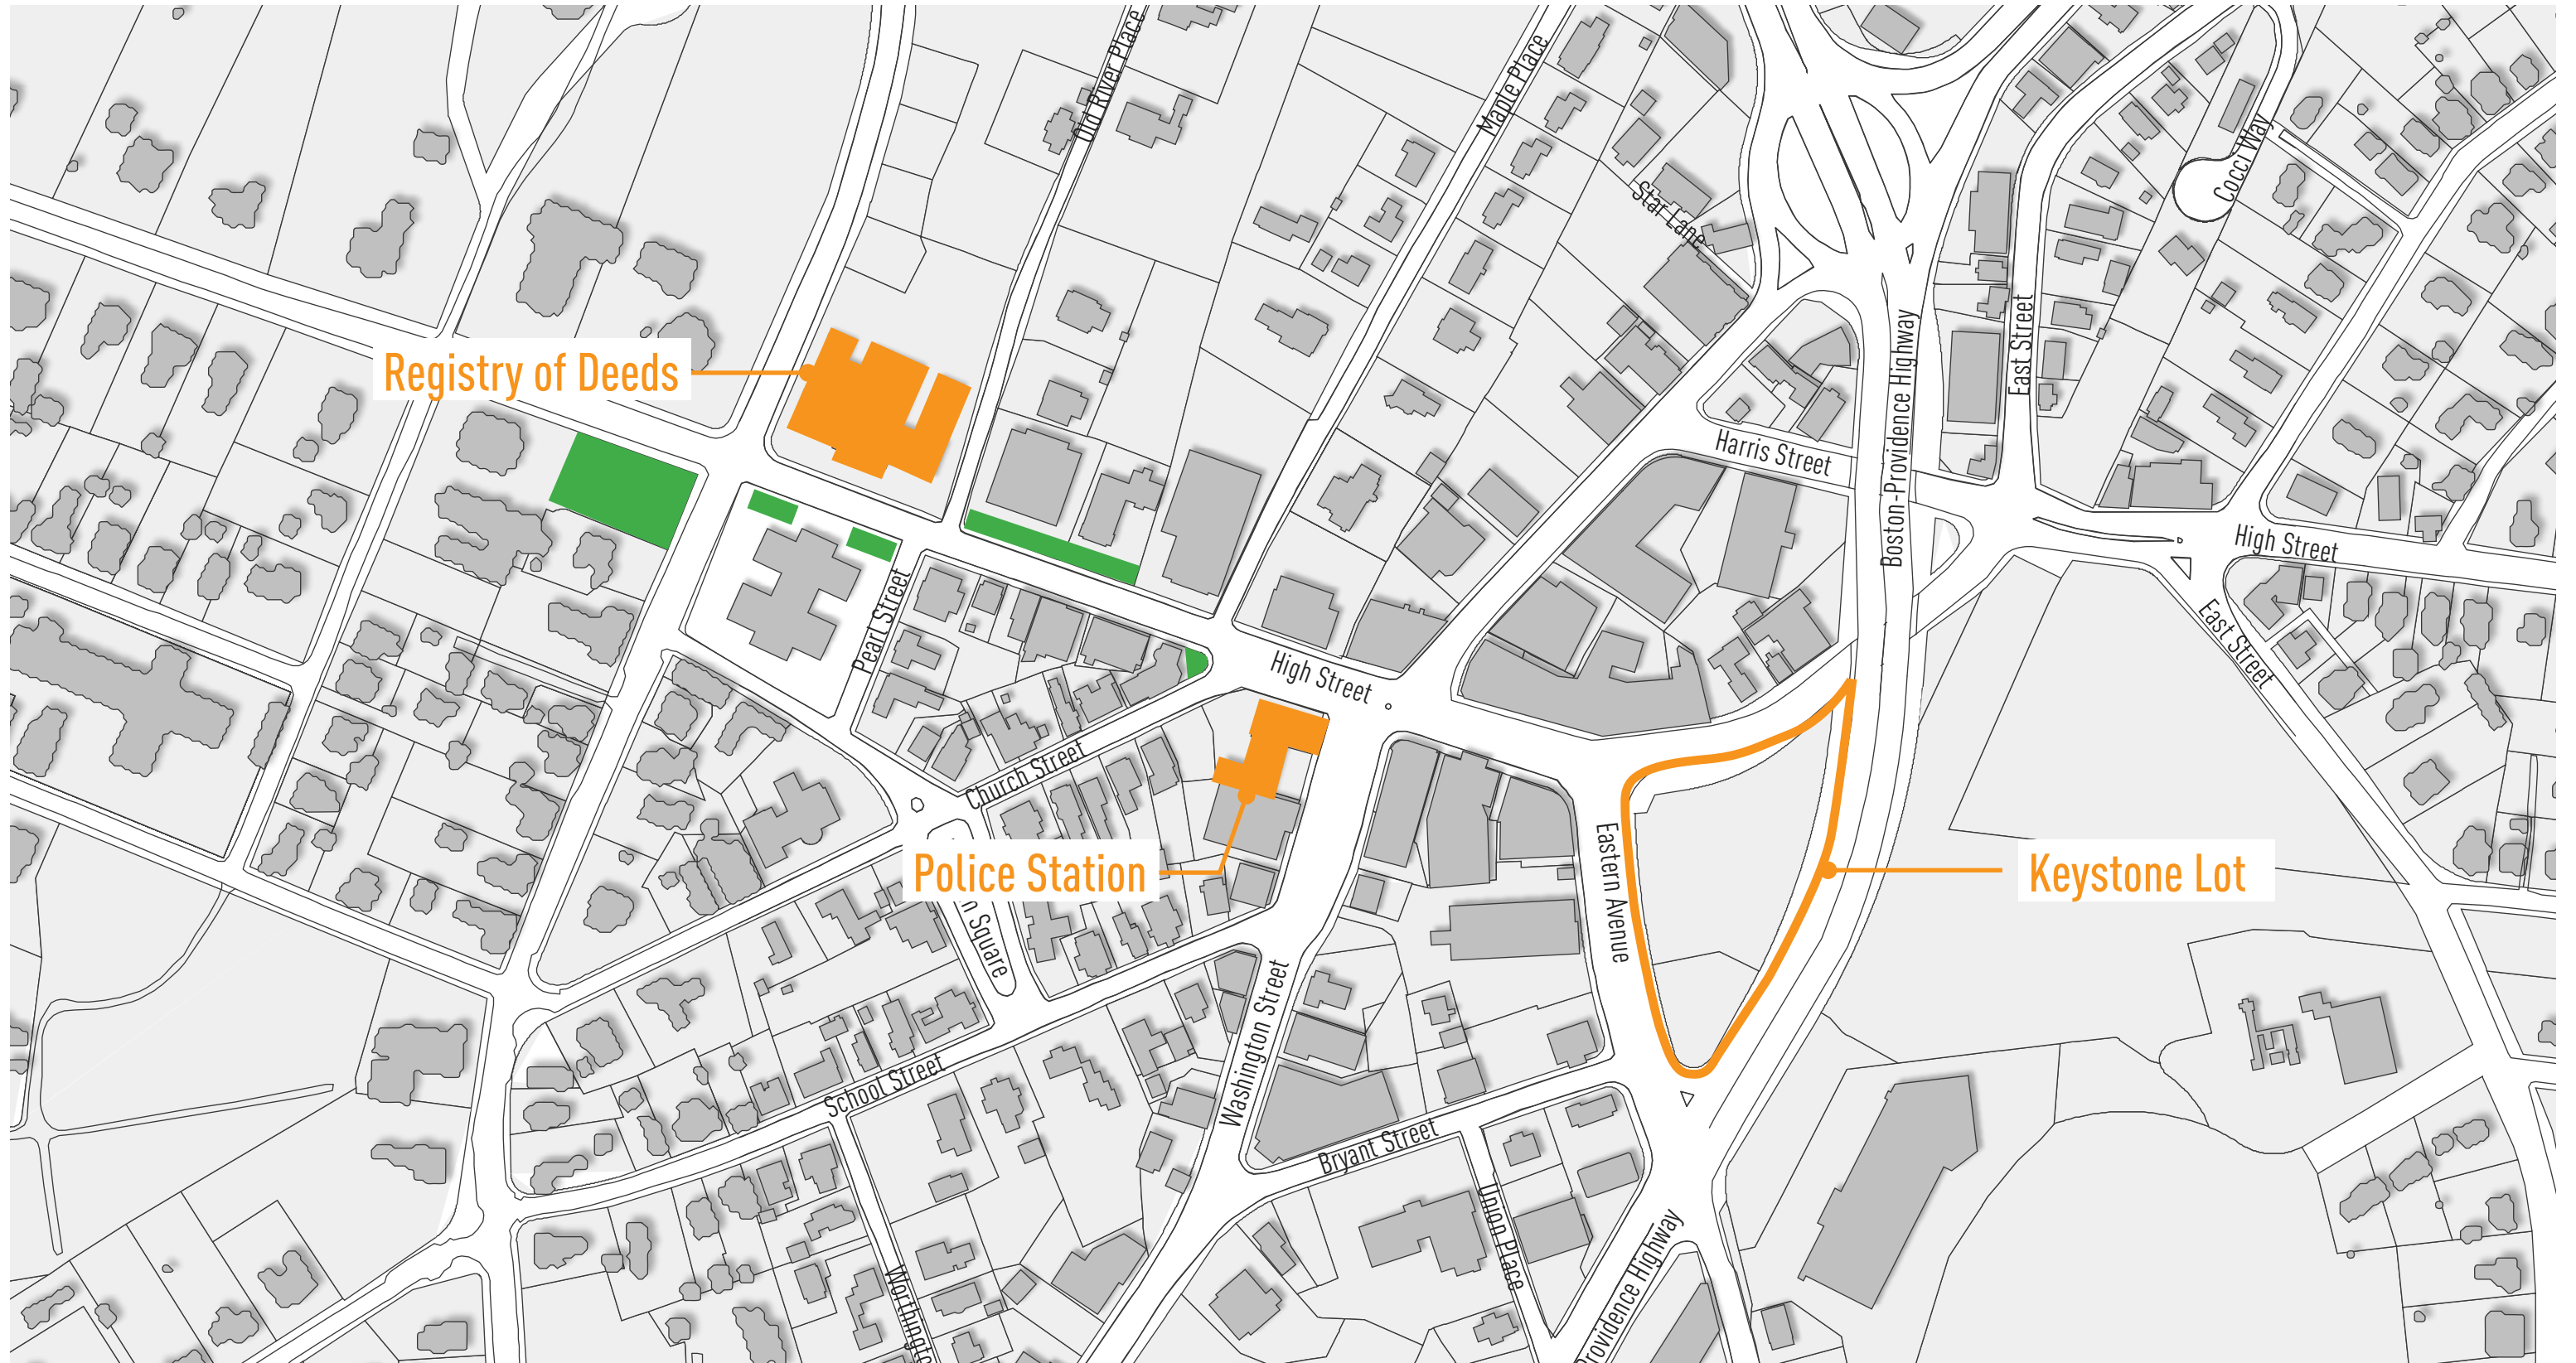 Old River Place
Maple Place
Cocci Way
Star Lane
Registry of Deeds
East Street
Boston-Providence Highway
Harris Street
High Street
Pearl Street
High Street
East Street
Church Street
Police Station
Eastern Avenue
Keystone Lot
Square
Washington Street
School Street
Bryant Street
Union Place
Providence Highway